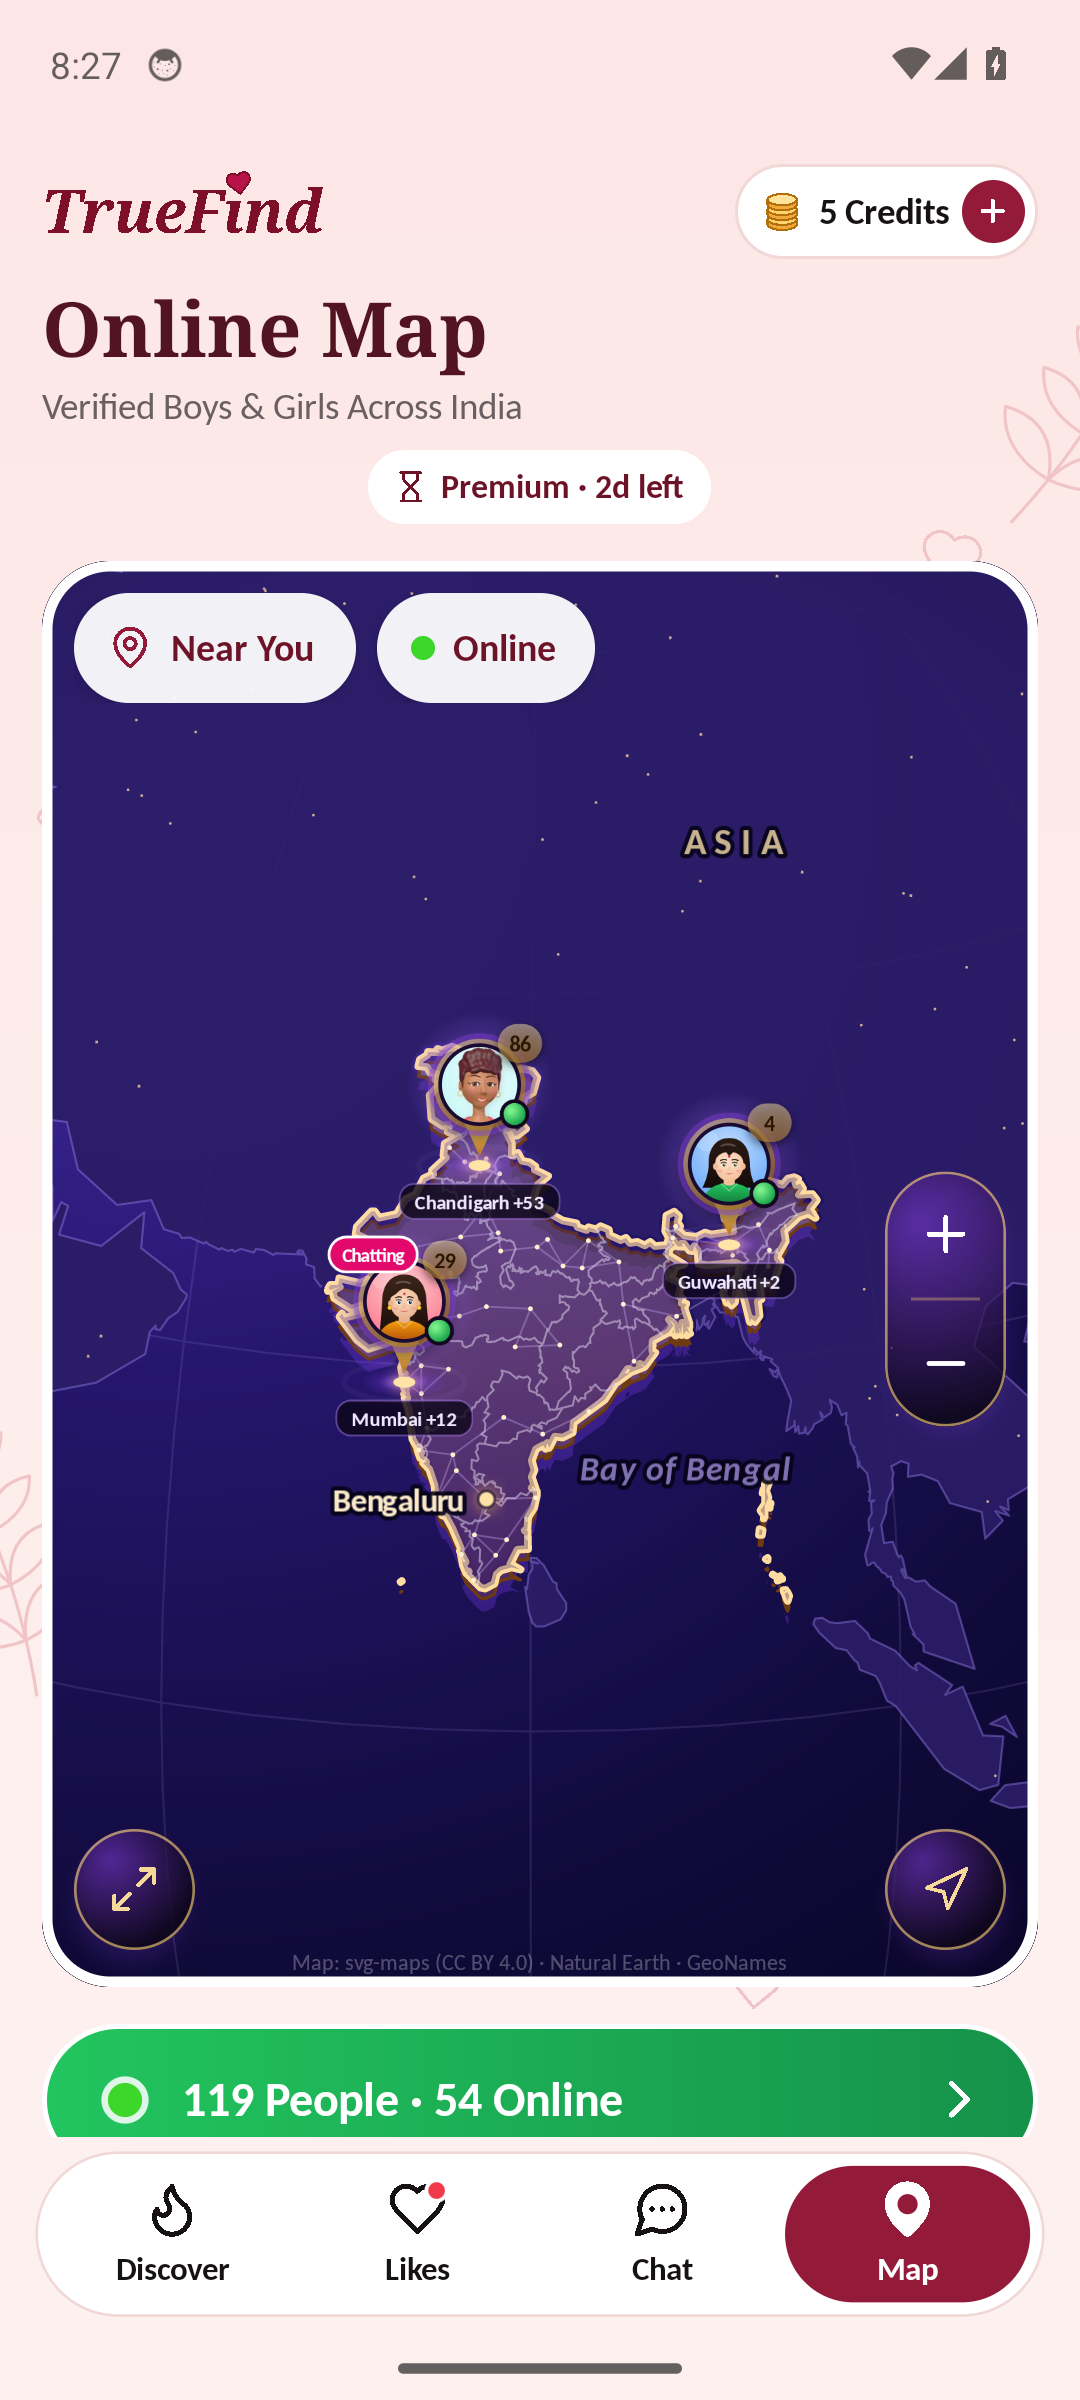 8:27
TrueFind
5 Credits
Online Map
Verified Boys & Girls Across India
Premium · 2d left
Near You
Online
ASIA
86
4
Chandigarh +53
Chatting
29
Guwahati +2
Mumbai +12
Bay of Bengal
Bengaluru
Map: svg-maps (CC BY 4.0) · Natural Earth · GeoNames
119 People · 54 Online
Discover
Likes
Chat
Map